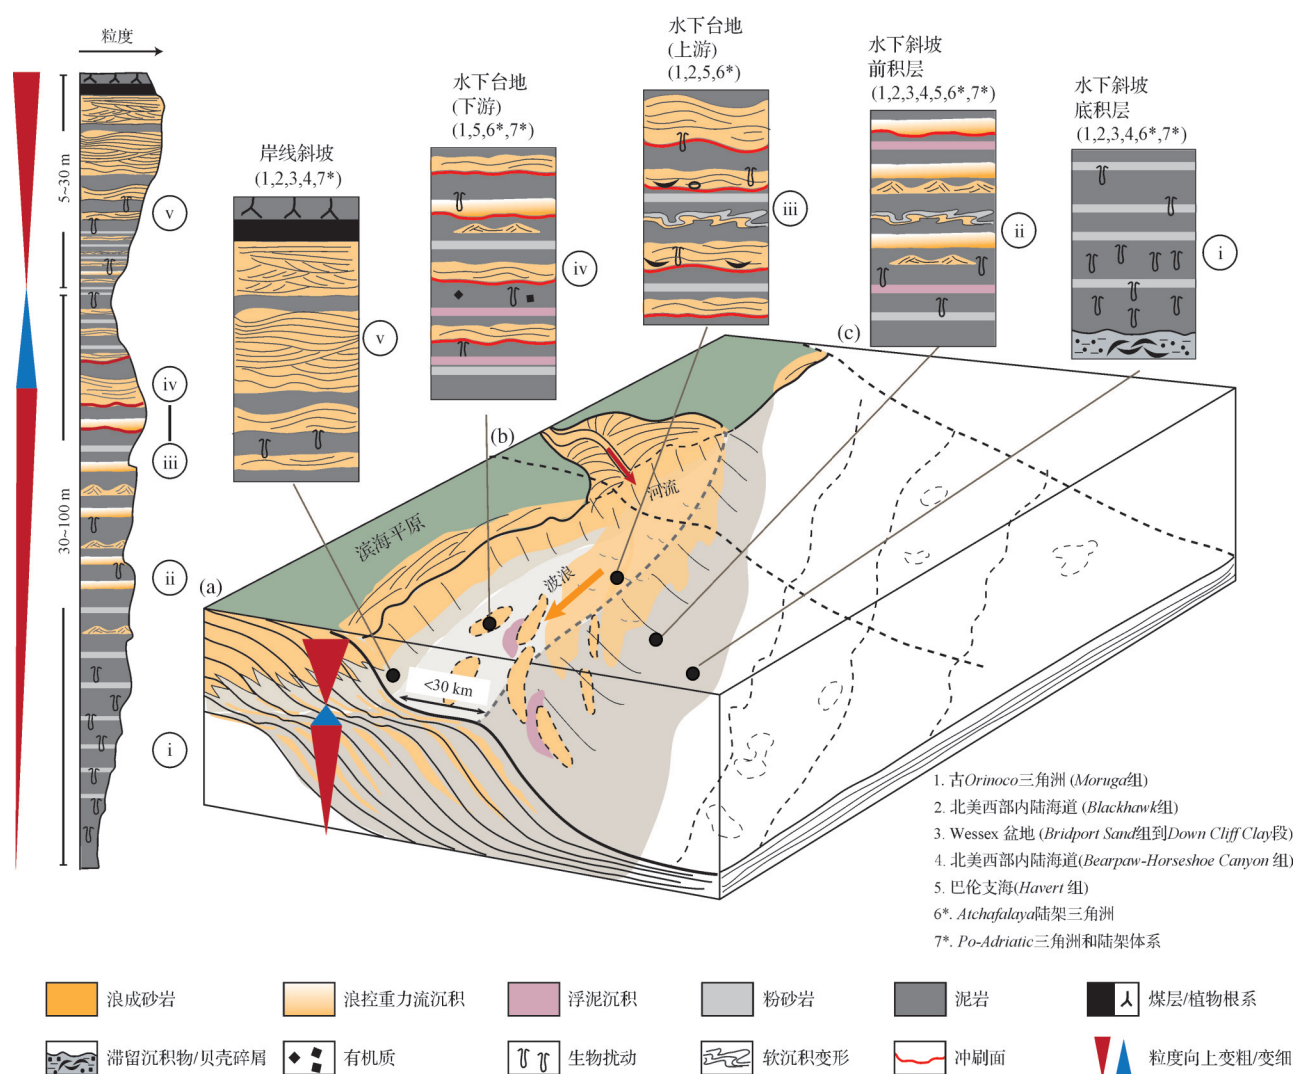 粒度
5~30 m
30~100 m
v
iv
iii
ii
i
岸线斜坡
(1,2,3,4,7*)
v
水下台地
(下游)
(1,5,6*,7*)
iv
水下台地
(上游)
(1,2,5,6*)
iii
水下斜坡
前积层
(1,2,3,4,5,6*,7*)
ii
水下斜坡
底积层
(1,2,3,4,6*,7*)
i
(a)
(b)
(c)
滨海平原
河流
波浪
<30 km
1. 古Orinoco三角洲 (Moruga组)
2. 北美西部内陆海道 (Blackhawk组)
3. Wessex 盆地 (Bridport Sand组到Down Cliff Clay段)
4. 北美西部内陆海道(Bearpaw-Horseshoe Canyon 组)
5. 巴伦支海(Havert 组)
6*. Atchafalaya陆架三角洲
7*. Po-Adriatic三角洲和陆架体系
浪成砂岩
浪控重力流沉积
浮泥沉积
粉砂岩
泥岩
煤层/植物根系
滞留沉积物/贝壳碎屑
有机质
生物扰动
软沉积变形
冲刷面
粒度向上变粗/变细